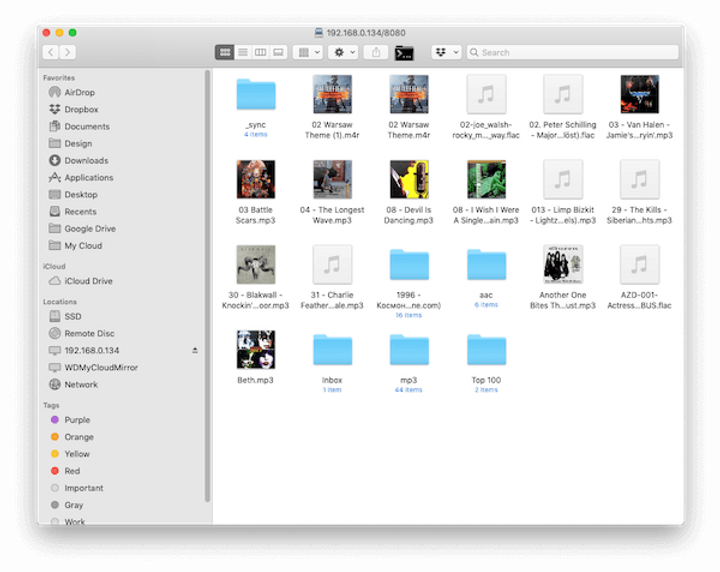 192.168.0.134/8080
Search
Favorites
AirDrop
Dropbox
Documents
Design
Downloads
Applications
Desktop
Recents
Google Drive
My Cloud
iCloud
iCloud Drive
Locations
SSD
Remote Disc
192.168.0.134
WDMyCloudMirror
Network
Tags
Purple
Orange
Yellow
Red
Important
Gray
Work
_sync
4 items
02 Warsaw
Theme (1).m4r
02 Warsaw
Theme.m4r
02-joe_walsh-
rocky_m..._way.flac
02. Peter Schilling
- Major...löst).flac
03 - Van Halen -
Jamie's...ryin'.mp3
03 Battle
Scars.mp3
04 - The Longest
Wave.mp3
08 - Devil Is
Dancing.mp3
08 - I Wish I Were
A Single...ain.mp3
013 - Limp Bizkit
- Lightz...els).mp3
29 - The Kills -
Siberian...hts.mp3
30 - Blakwall -
Knockin'...oor.mp3
31 - Charlie
Feather...ale.mp3
1996 -
Космон...ne.com)
16 items
aac
6 items
Another One
Bites Th...ust.mp3
AZD-001-
Actress...BUS.flac
Beth.mp3
Inbox
1 item
mp3
44 items
Top 100
2 items